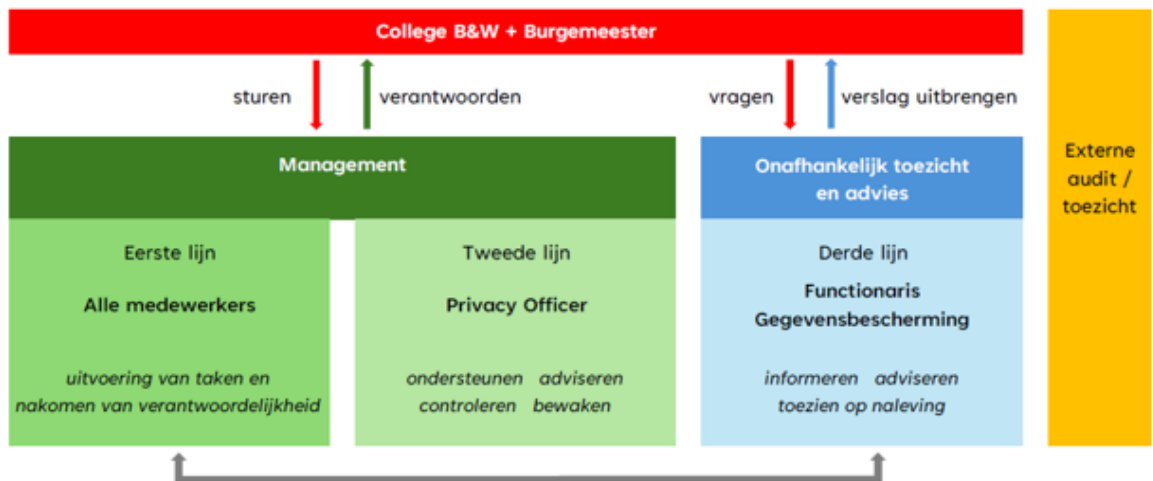 College B&W + Burgemeester
sturen
verantwoorden
vragen
verslag uitbrengen
Management
Onafhankelijk toezicht
en advies
Externe
audit /
toezicht
Eerste lijn
Alle medewerkers
uitvoering van taken en
nakomen van verantwoordelijkheid
Tweede lijn
Privacy Officer
ondersteunen adviseren
controleren bewaken
Derde lijn
Functionaris
Gegevensbescherming
informeren adviseren
toezien op naleving